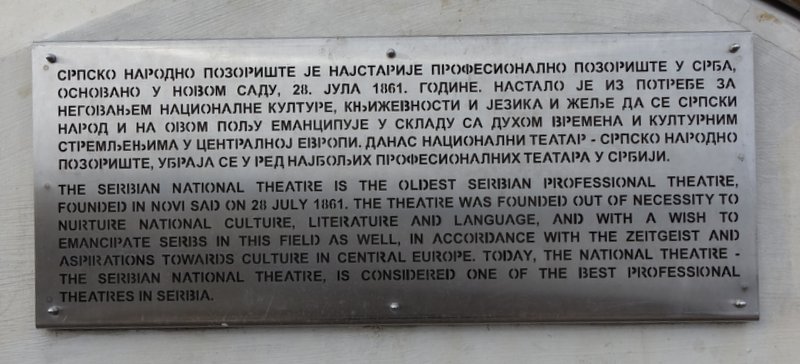 СРПСКО НАРОДНО ПОЗОРИШТЕ ЈЕ НАЈСТАРИЈЕ ПРОФЕСИОНАЛНО ПОЗОРИШТЕ У СРБА,
ОСНОВАНО У НОВОМ САДУ, 28. ЈУЛА 1861. ГОДИНЕ. НАСТАЛО ЈЕ ИЗ ПОТРЕБЕ ЗА
НЕГОВАЊЕМ НАЦИОНАЛНЕ КУЛТУРЕ, КЊИЖЕВНОСТИ И ЈЕЗИКА И ЖЕЉЕ ДА СЕ СРПСКИ
НАРОД И НА ОВОМ ПОЉУ ЕМАНЦИПУЈЕ У СКЛАДУ СА ДУХОМ ВРЕМЕНА И КУЛТУРНИМ
СТРЕМЉЕЊИМА У ЦЕНТРАЛНОЈ ЕВРОПИ. ДАНАС НАЦИОНАЛНИ ТЕАТАР - СРПСКО НАРОДНО
ПОЗОРИШТЕ, УБРАЈА СЕ У РЕД НАЈБОЉИХ ПРОФЕСИОНАЛНИХ ТЕАТАРА У СРБИЈИ.
THE SERBIAN NATIONAL THEATRE IS THE OLDEST SERBIAN PROFESSIONAL THEATRE,
FOUNDED IN NOVI SAD ON 28 JULY 1861. THE THEATRE WAS FOUNDED OUT OF NECESSITY TO
NURTURE NATIONAL CULTURE, LITERATURE AND LANGUAGE, AND WITH A WISH TO
EMANCIPATE SERBS IN THIS FIELD AS WELL, IN ACCORDANCE WITH THE ZEITGEIST AND
ASPIRATIONS TOWARDS CULTURE IN CENTRAL EUROPE. TODAY, THE NATIONAL THEATRE -
THE SERBIAN NATIONAL THEATRE, IS CONSIDERED ONE OF THE BEST PROFESSIONAL
THEATRES IN SERBIA.